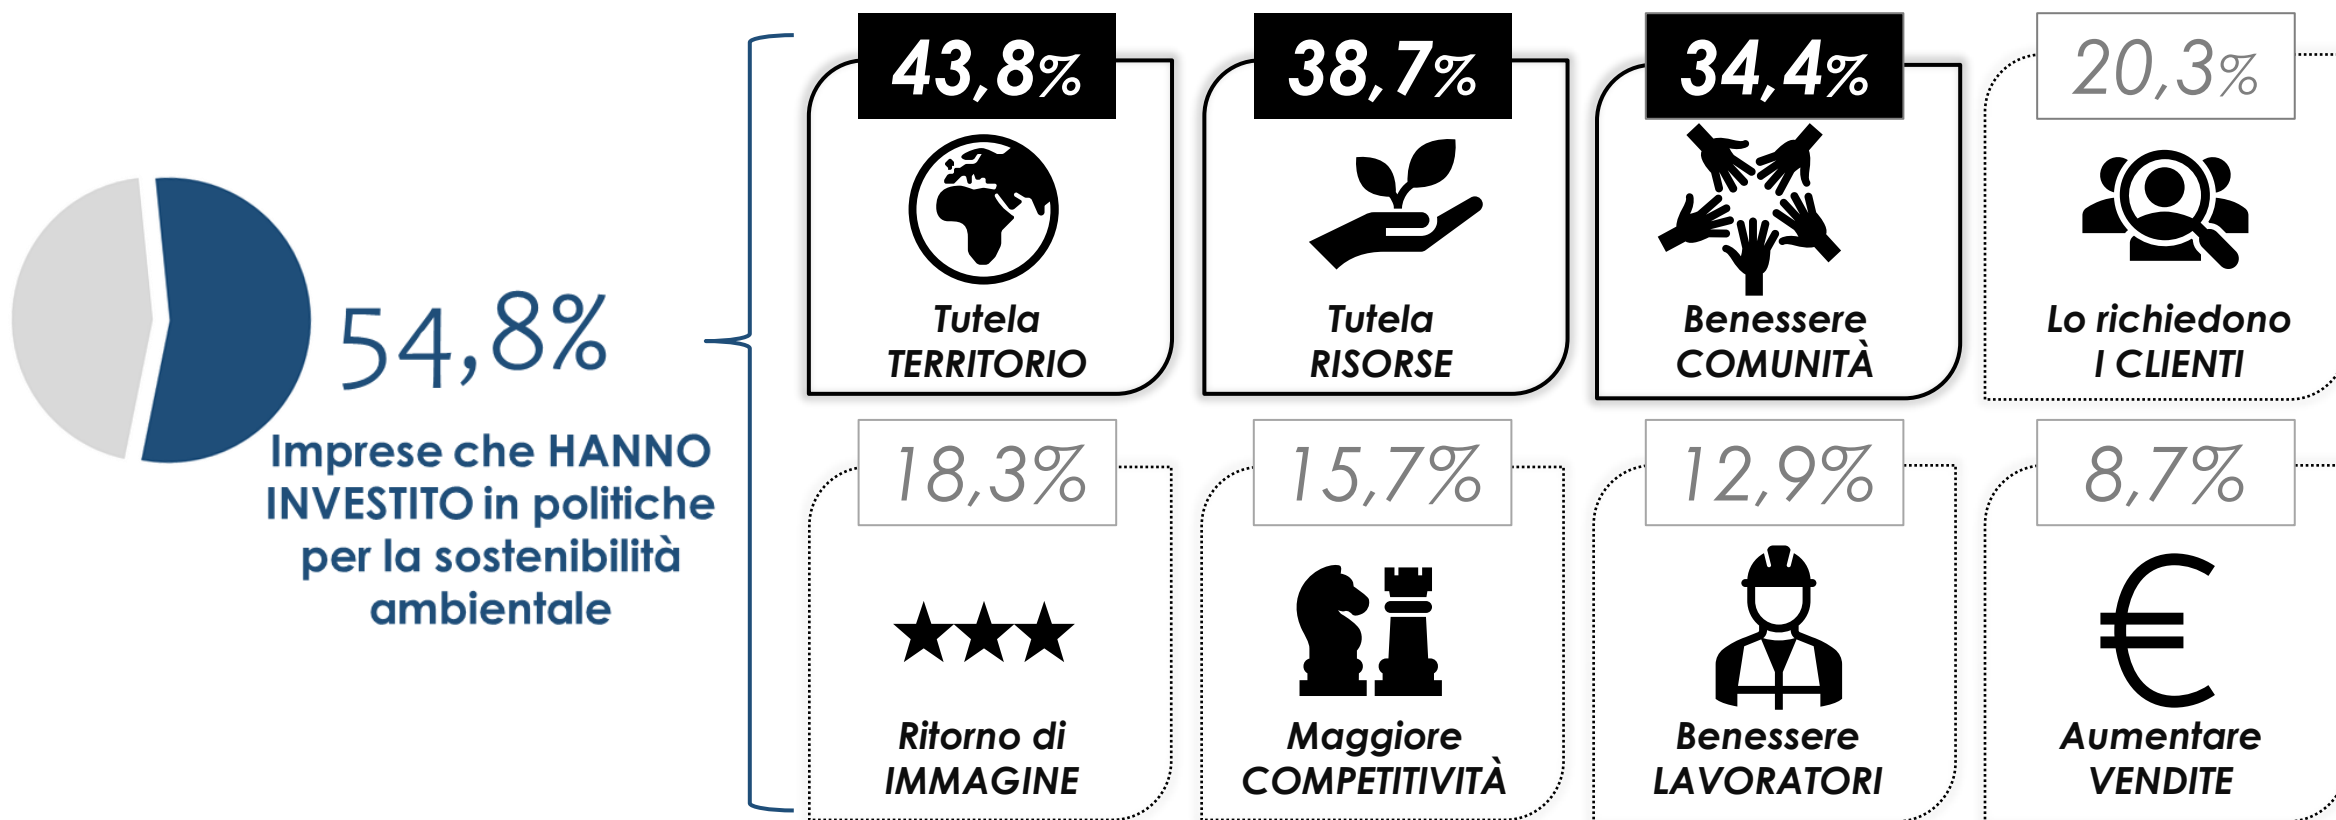 54,8%
Imprese che HANNO
INVESTITO in politiche
per la sostenibilità
ambientale
43,8%
Tutela
TERRITORIO
38,7%
Tutela
RISORSE
34,4%
Benessere
COMUNITÀ
20,3%
Lo richiedono
I CLIENTI
18,3%
Ritorno di
IMMAGINE
15,7%
Maggiore
COMPETITIVITÀ
12,9%
Benessere
LAVORATORI
8,7%
Aumentare
VENDITE